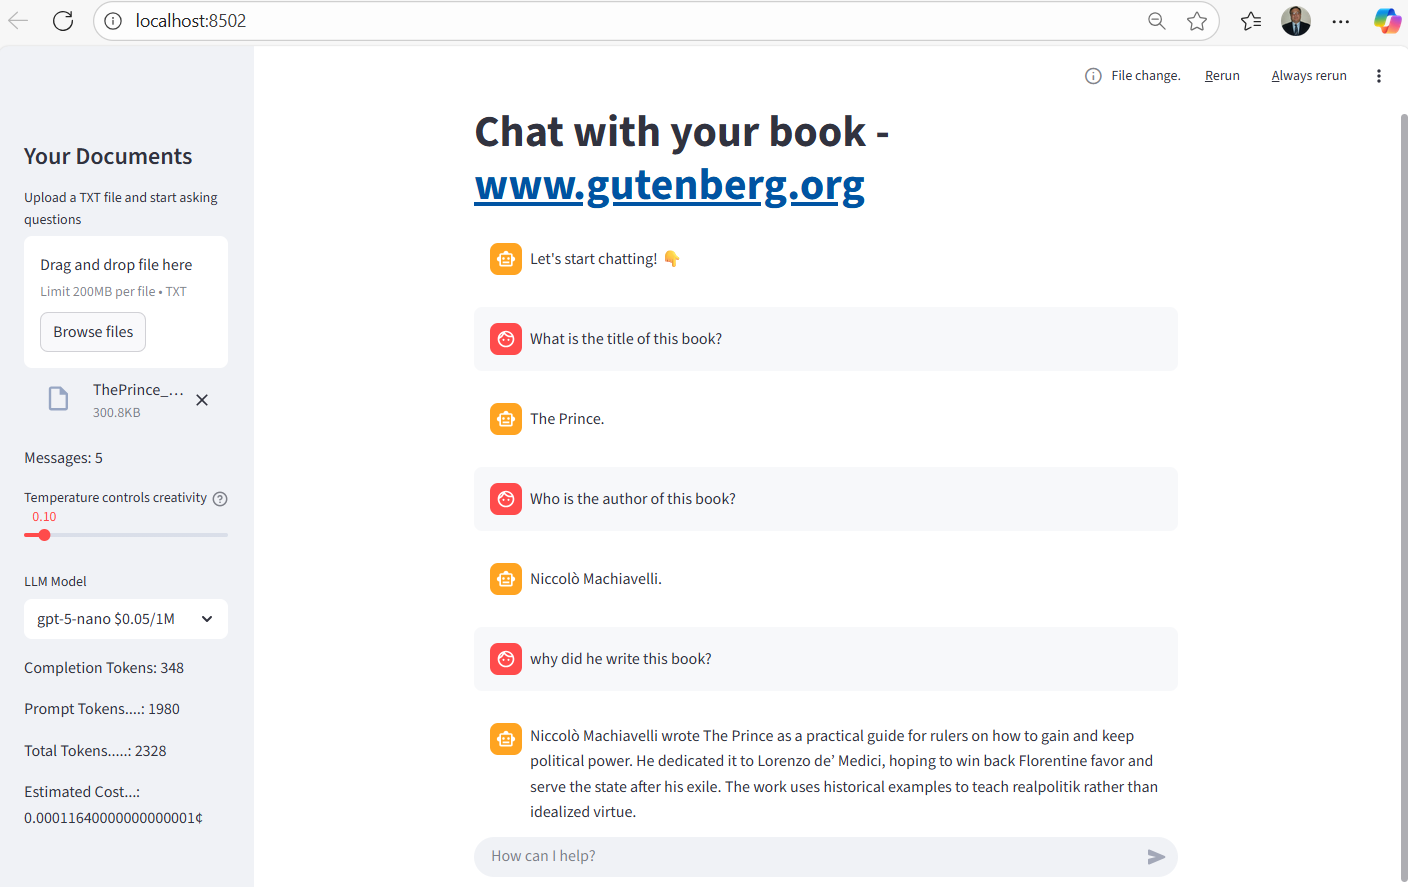 localhost:8502
File change.
Rerun
Always rerun
Your Documents
Upload a TXT file and start asking
questions
Drag and drop file here
Limit 200MB per file • TXT
Browse files
ThePrince_...
300.8KB
Messages: 5
Temperature controls creativity
0.10
LLM Model
gpt-5-nano $0.05/1M
Completion Tokens: 348
Prompt Tokens....: 1980
Total Tokens.....: 2328
Estimated Cost...:
0.00011640000000000001¢
Chat with your book -
www.gutenberg.org
Let's start chatting! 👇
What is the title of this book?
The Prince.
Who is the author of this book?
Niccolò Machiavelli.
why did he write this book?
Niccolò Machiavelli wrote The Prince as a practical guide for rulers on how to gain and keep
political power. He dedicated it to Lorenzo de’ Medici, hoping to win back Florentine favor and
serve the state after his exile. The work uses historical examples to teach realpolitik rather than
idealized virtue.
How can I help?